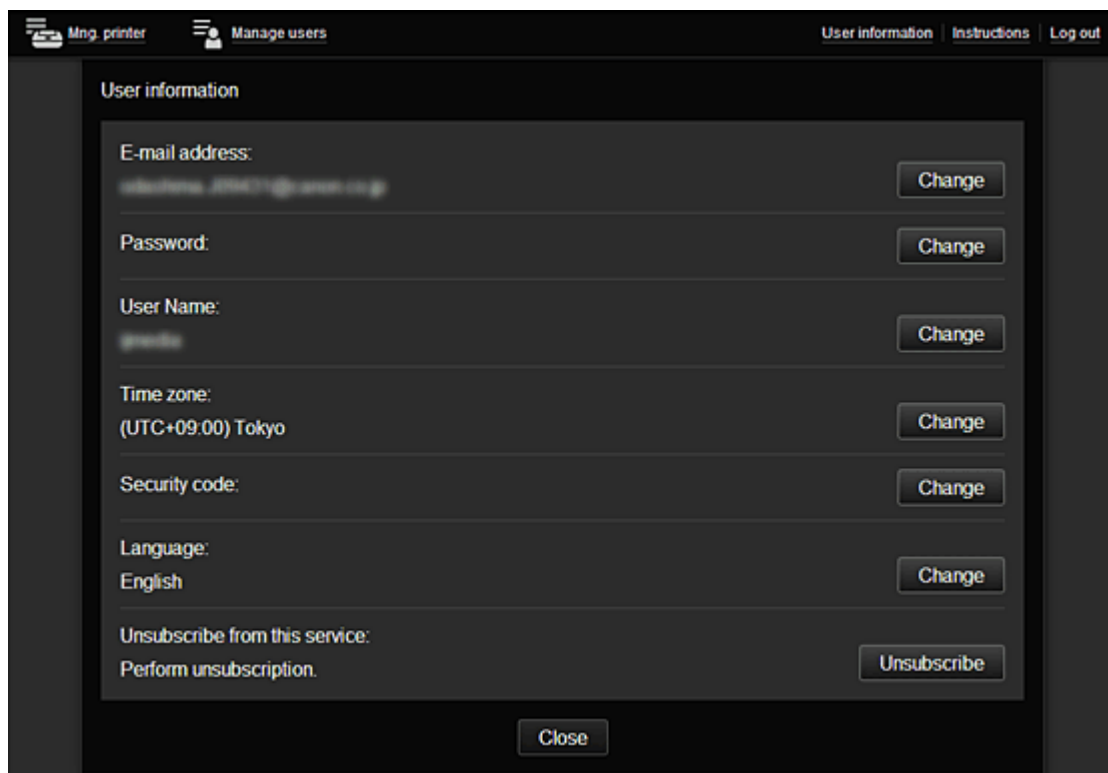 Mng. printer
Manage users
User information
Instructions
Log out
User information
E-mail address:
Change
Password:
Change
User Name:
Change
Time zone:
(UTC+09:00) Tokyo
Change
Security code:
Change
Language:
English
Change
Unsubscribe from this service:
Perform unsubscription.
Unsubscribe
Close